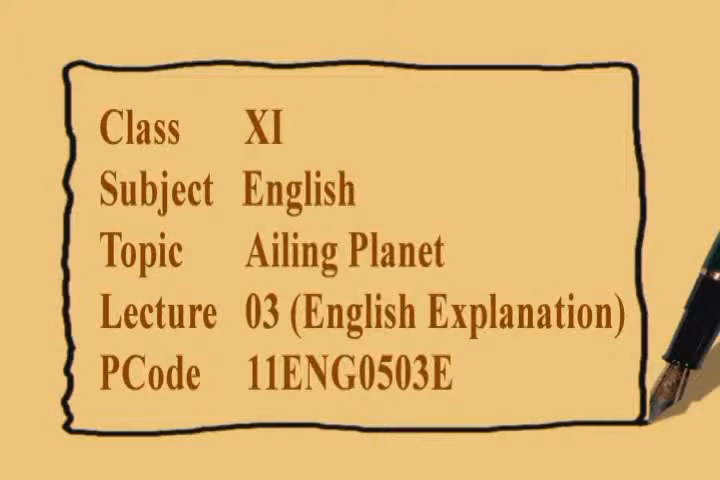 Class XI
Subject English
Topic Ailing Planet
Lecture 03 (English Explanation)
PCode 11ENG0503E